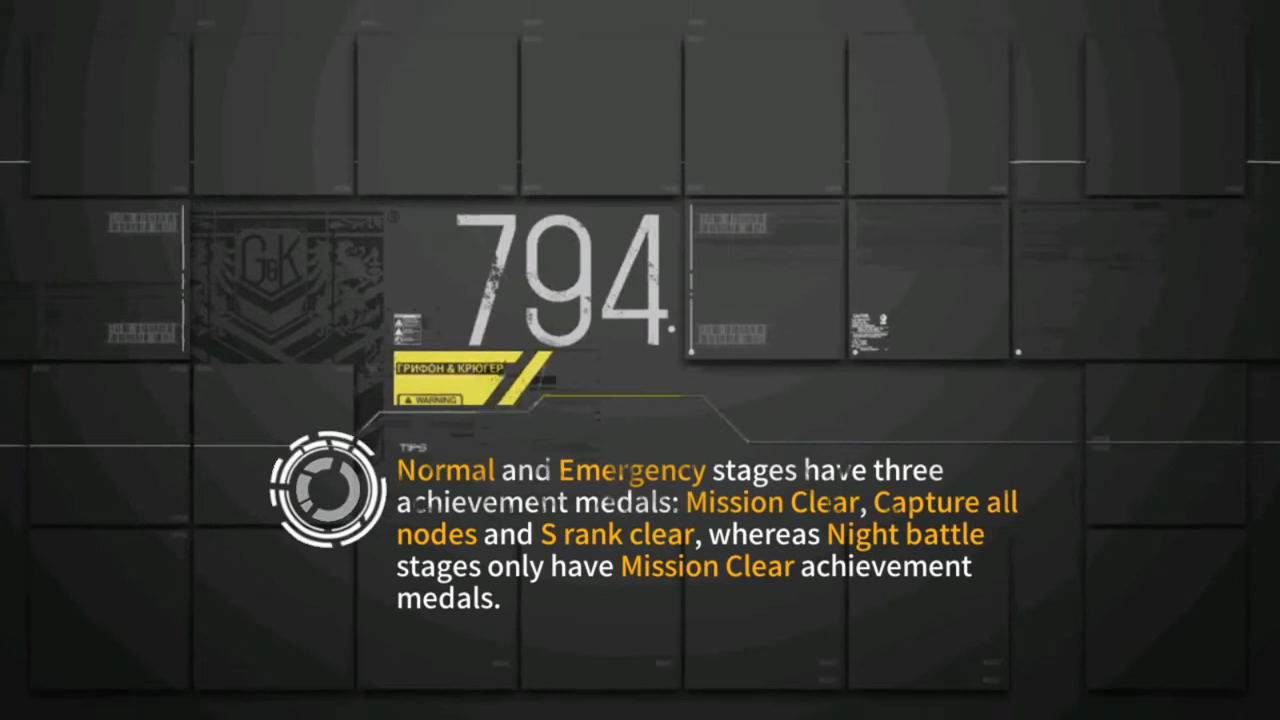 G&K
794.
ГРИФОН & КРЮГЕР
WARNING
TIPS
Normal and Emergency stages have three
achievement medals: Mission Clear, Capture all
nodes and S rank clear, whereas Night battle
stages only have Mission Clear achievement
medals.